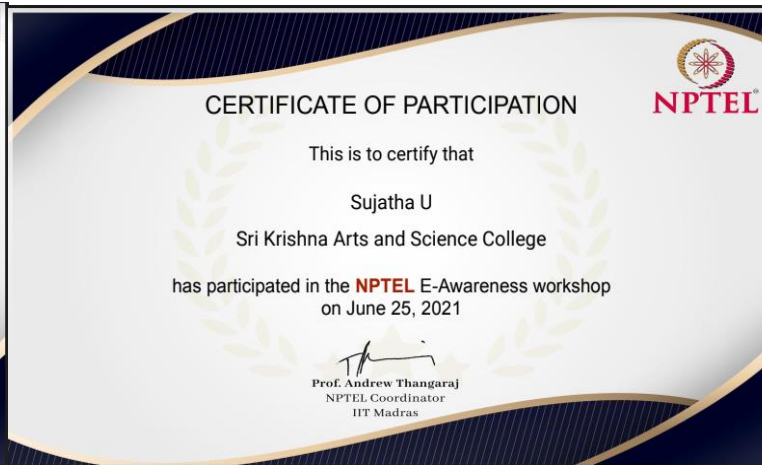 NPTEL
CERTIFICATE OF PARTICIPATION
This is to certify that
Sujatha U
Sri Krishna Arts and Science College
has participated in the NPTEL E-Awareness workshop
on June 25, 2021
Prof. Andrew Thangaraj
NPTEL Coordinator
IIT Madras